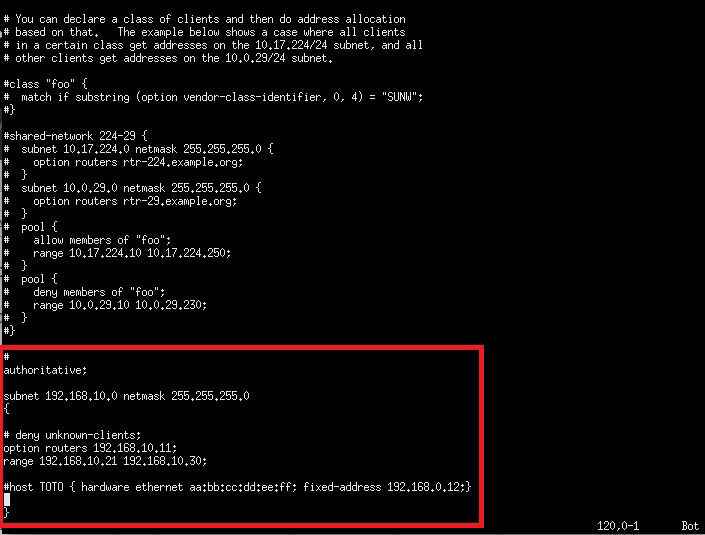 # You can declare a class of clients and then do address allocation
# based on that.   The example below shows a case where all clients
# in a certain class get addresses on the 10.17.224/24 subnet, and all
# other clients get addresses on the 10.0.29/24 subnet.
#class "foo" {
#  match if substring (option vendor-class-identifier, 0, 4) = "SUNW";
#}
#shared-network 224-29 {
#  subnet 10.17.224.0 netmask 255.255.255.0 {
#    option routers rtr-224.example.org;
#  }
#  subnet 10.0.29.0 netmask 255.255.255.0 {
#    option routers rtr-29.example.org;
#  }
#  pool {
#    allow members of "foo";
#    range 10.17.224.10 10.17.224.250;
#  }
#  pool {
#    deny members of "foo";
#    range 10.0.29.10 10.0.29.230;
#  }
#}
#
authoritative;
subnet 192.168.10.0 netmask 255.255.255.0
{
# deny unknown-clients;
option routers 192.168.10.11;
range 192.168.10.21 192.168.10.30;
#host TOTO { hardware ethernet aa:bb:cc:dd:ee:ff; fixed-address 192.168.0.12;}
}
120,0-1 Bot